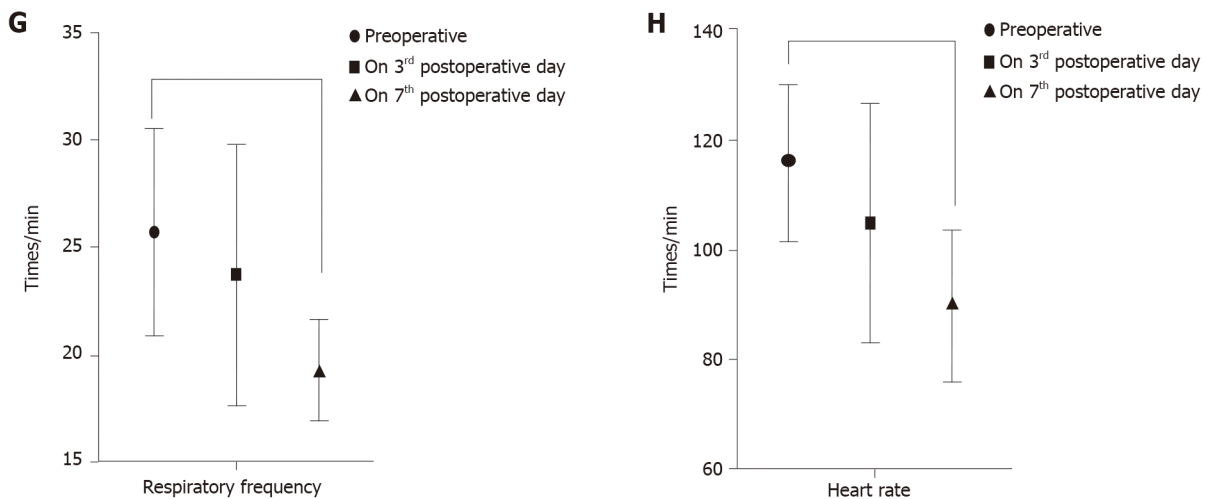 G
35
30
25
20
15
Times/min
Respiratory frequency
Preoperative
On 3rd postoperative day
On 7th postoperative day
H
140
120
100
80
60
Times/min
Heart rate
Preoperative
On 3rd postoperative day
On 7th postoperative day